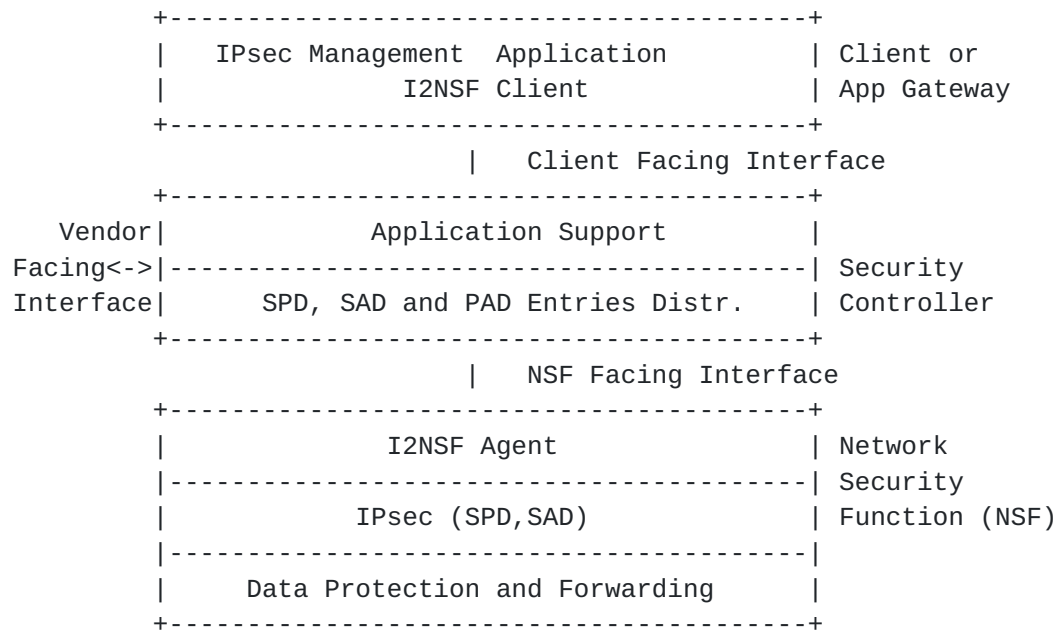 +-----------------------------------------+
|   IPsec Management  Application         | Client or
|               I2NSF Client              | App Gateway
+-----------------------------------------+
|   Client Facing Interface
+-----------------------------------------+
Vendor|             Application Support         |
Facing<->|-----------------------------------------| Security
Interface|      SPD, SAD and PAD Entries Distr.    | Controller
+-----------------------------------------+
|   NSF Facing Interface
+-----------------------------------------+
|              I2NSF Agent                | Network
|-----------------------------------------| Security
|            IPsec (SPD,SAD)              | Function (NSF)
|-----------------------------------------|
|     Data Protection and Forwarding      |
+-----------------------------------------+